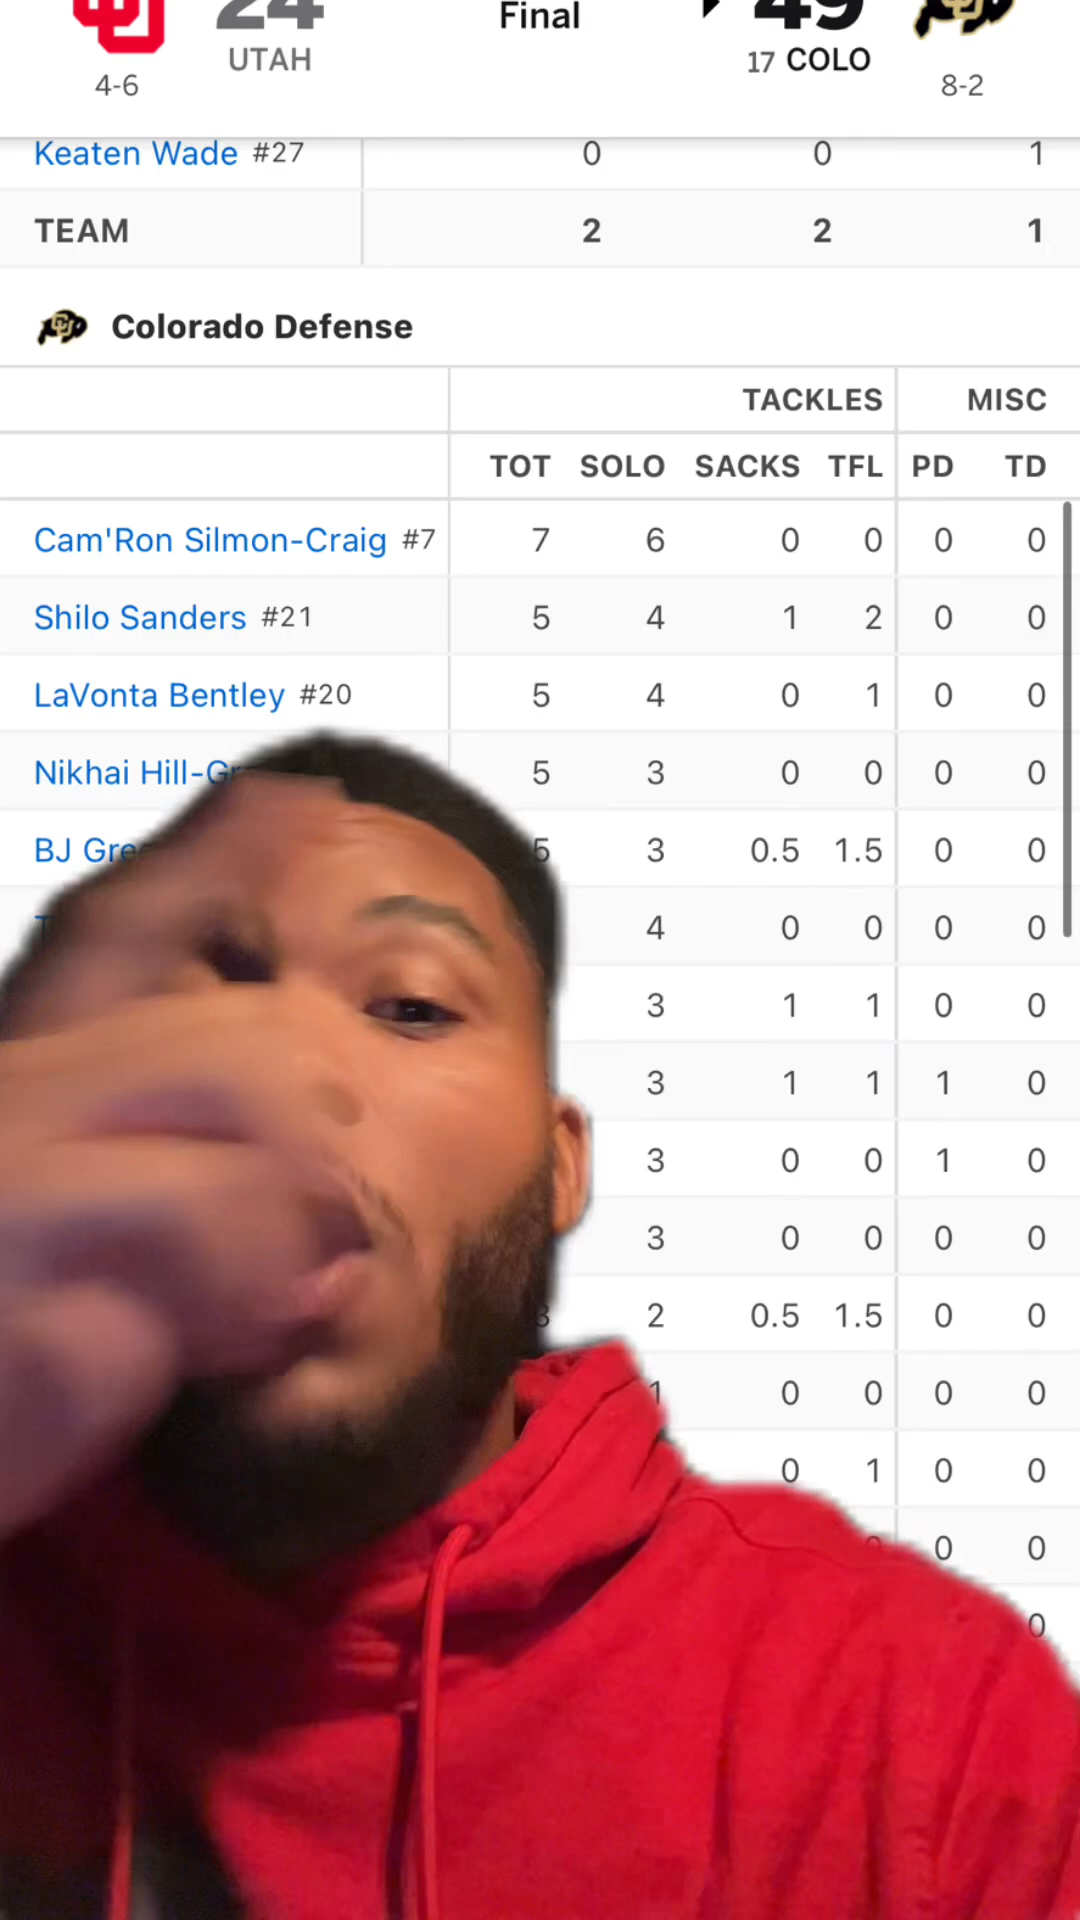 24 Final 49
UTAH 17 COLO
4-6 8-2
Keaten Wade #27 0 0 1
TEAM 2 2 1
Colorado Defense
TACKLES MISC
TOT SOLO SACKS TFL PD TD
Cam'Ron Silmon-Craig #7 7 6 0 0 0 0
Shilo Sanders #21 5 4 1 2 0 0
LaVonta Bentley #20 5 4 0 1 0 0
Nikhai 5 3 0 0 0 0
BJ 5 3 0.5 1.5 0 0
4 0 0 0 0
3 1 1 0 0
3 1 1 1 0
3 0 0 1 0
3 0 0 0 0
3 2 0.5 1.5 0 0
1 0 0 0 0
0 1 0 0
0 0 0
0